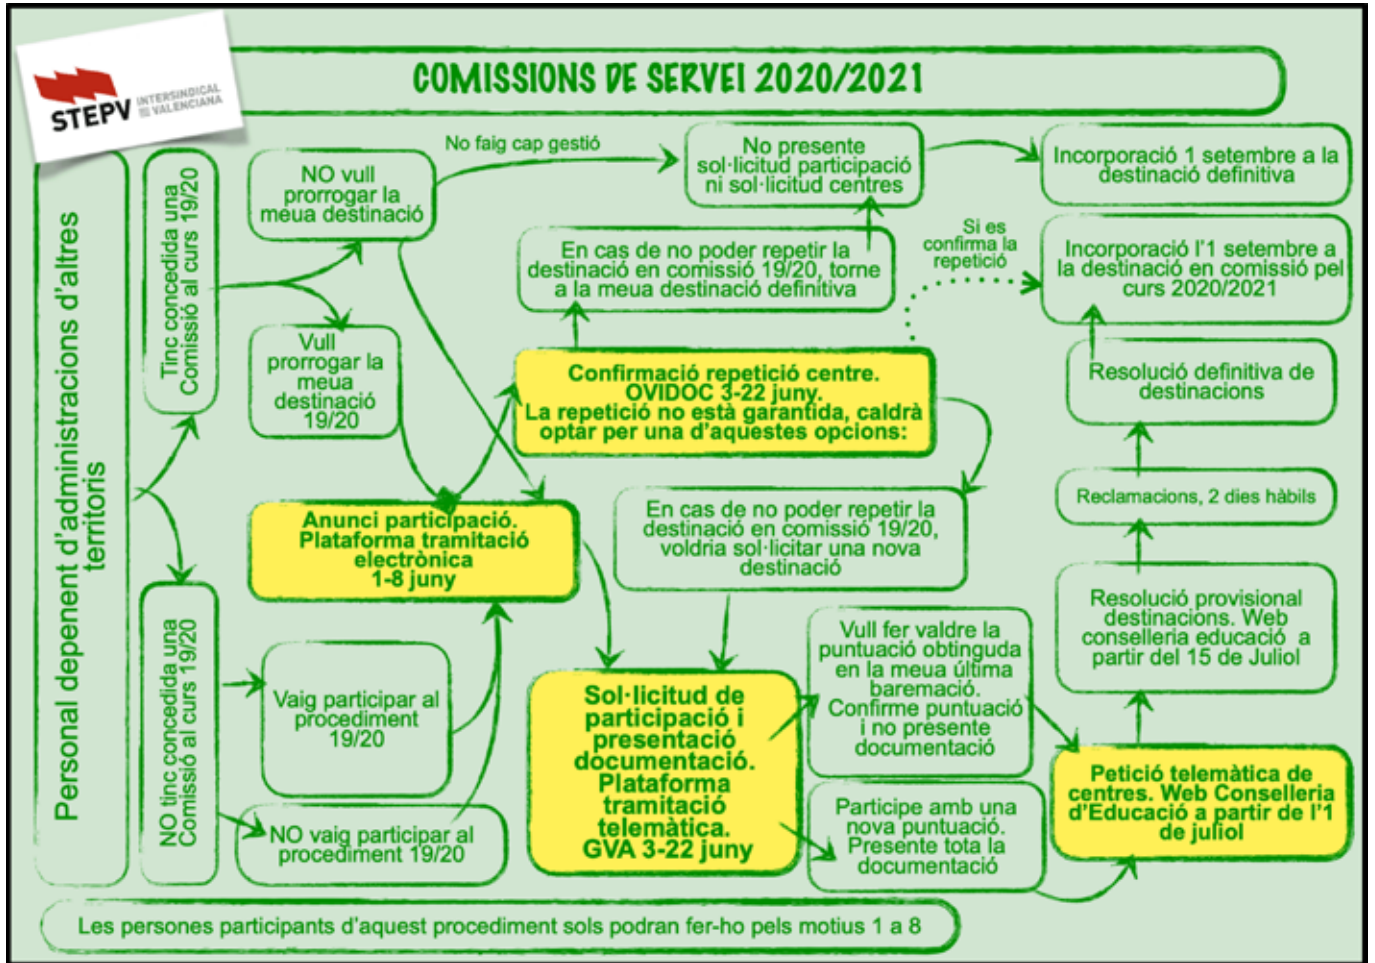 STEPV INTERSINDICAL
VALENCIANA
COMISSIONS DE SERVEI 2020/2021
Personal depenent d'administracions d'altres
territoris
Tinc concedida una
Comissió al curs 19/20
NO vull
prorrogar la
meua destinació
No faig cap gestió
No presente
sol·licitud participació
ni sol·licitud centres
Incorporació 1 setembre a la
destinació definitiva
Vull
prorrogar la
meua
destinació
19/20
En cas de no poder repetir la
destinació en comissió 19/20, torne
a la meua destinació definitiva
Si es
confirma la
repetició
Incorporació l'1 setembre a
la destinació en comissió pel
curs 2020/2021
Confirmació repetició centre.
OVIDOC 3-22 juny.
La repetició no està garantida, caldrà
optar per una d'aquestes opcions:
Resolució definitiva de
destinacions
Reclamacions, 2 dies hàbils
Anunci participació.
Plataforma tramitació
electrònica
1-8 juny
En cas de no poder repetir la
destinació en comissió 19/20,
voldria sol·licitar una nova
destinació
Resolució provisional
destinacions. Web
conselleria educació a
partir del 15 de Juliol
NO tinc concedida una
Comissió al curs 19/20
Vaig participar al
procediment
19/20
NO vaig participar al
procediment 19/20
Sol·licitud de
participació i
presentació
documentació.
Plataforma
tramitació
telemàtica.
GVA 3-22 juny
Vull fer valdre la
puntuació obtinguda
en la meua última
baremació.
Confirme puntuació
i no presente
documentació
Participe amb una
nova puntuació.
Presente tota la
documentació
Petició telemàtica de
centres. Web Conselleria
d'Educació a partir de l'1
de juliol
Les persones participants d'aquest procediment sols podran fer-ho pels motius 1 a 8